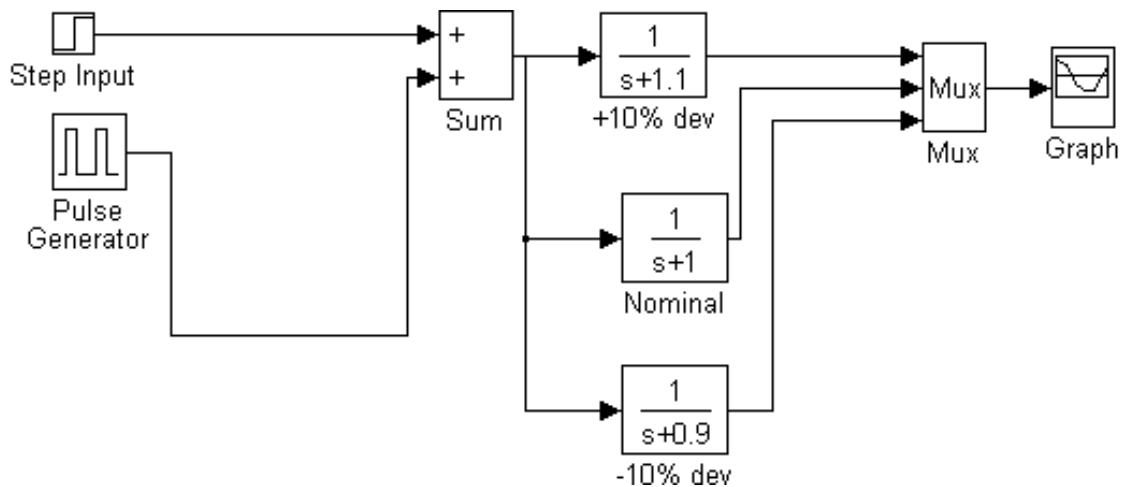 Step Input
Pulse
Generator
+
+
Sum
1
s+1.1
+10% dev
1
s+1
Nominal
1
s+0.9
-10% dev
Mux
Mux
Graph